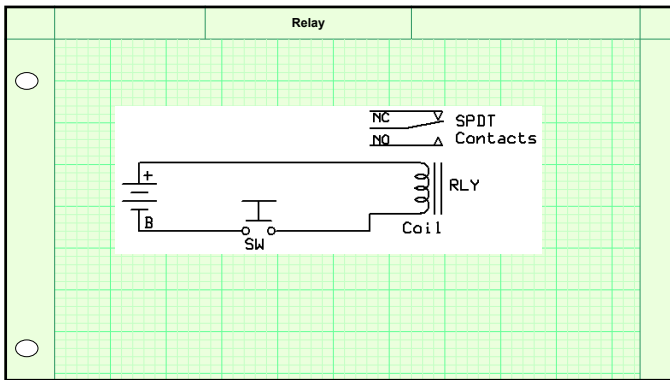 Relay
NC
SPDT
NO
Contacts
+
RLY
B
Coil
SW